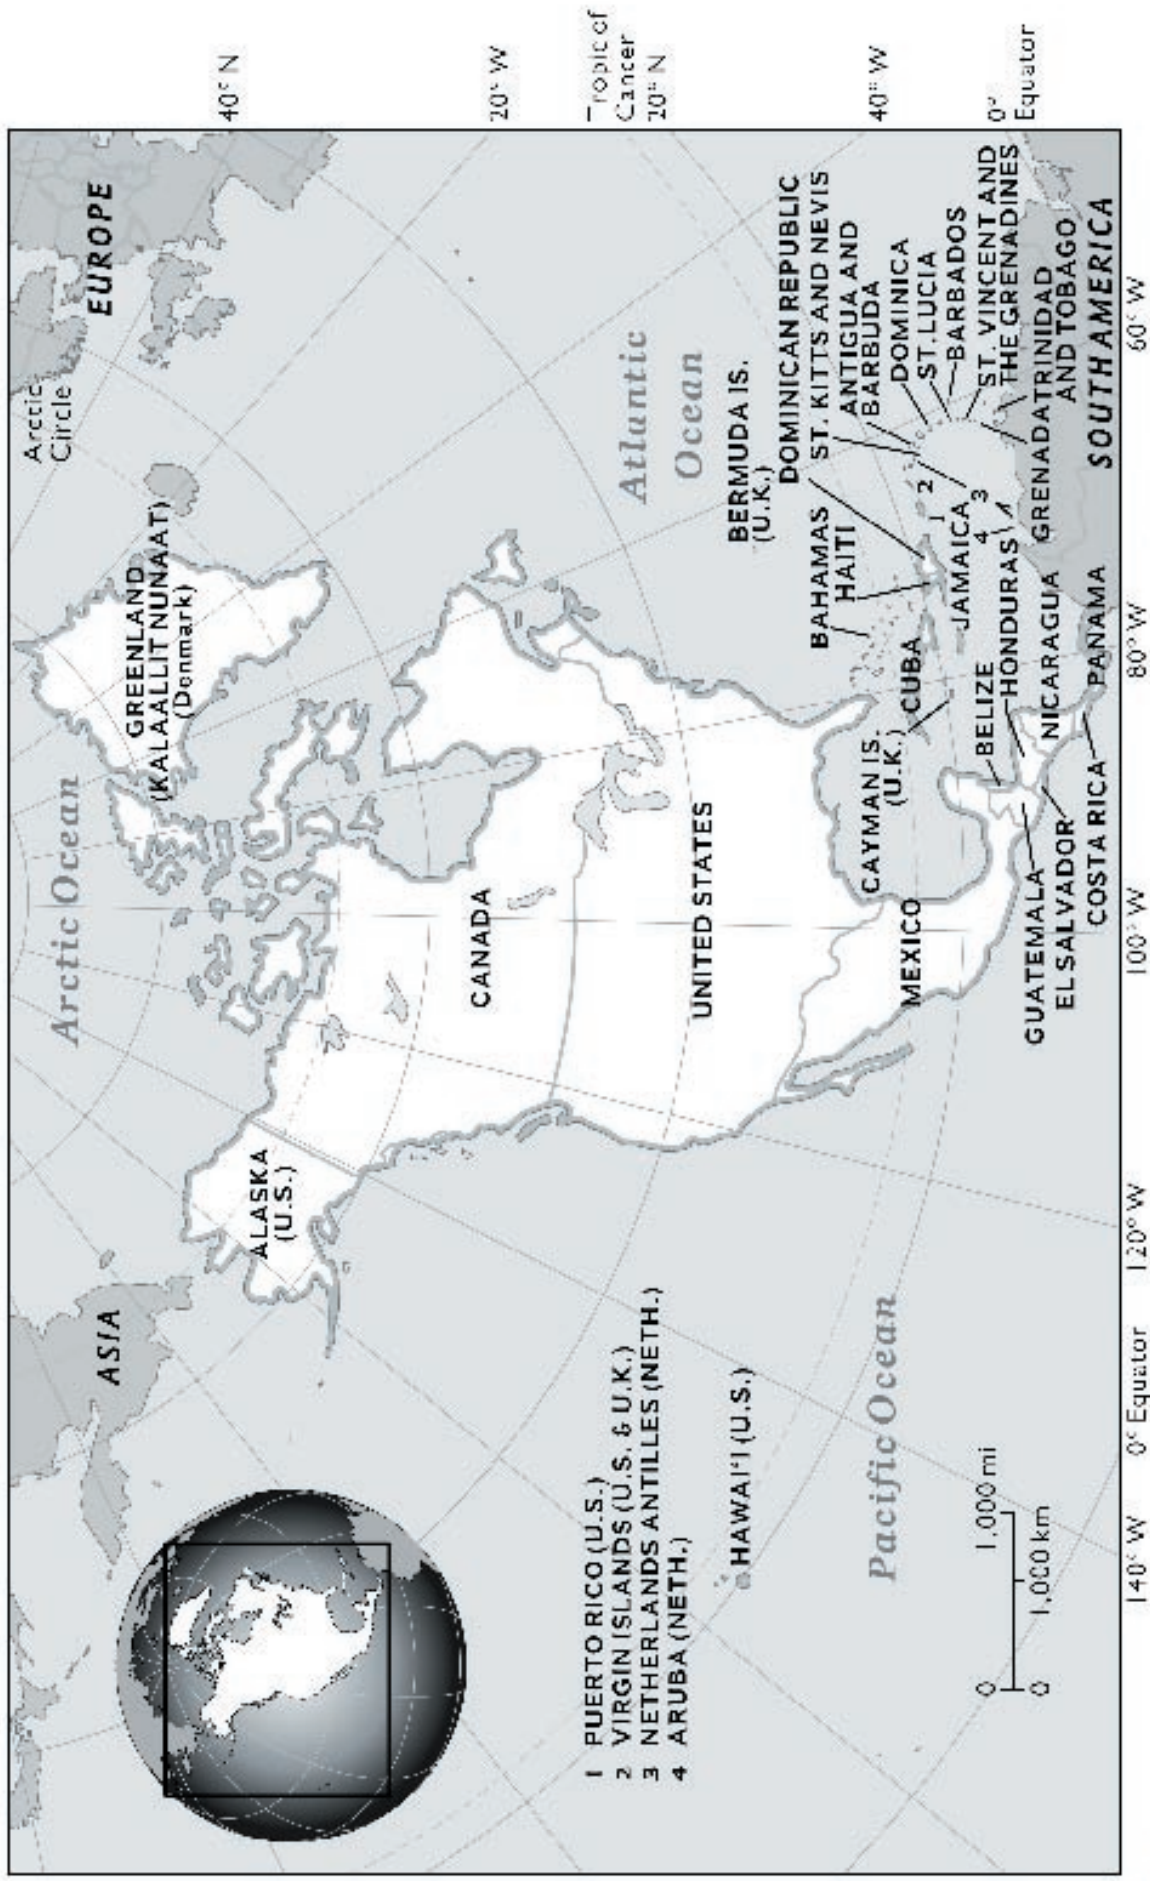 Arctic
Circle
EUROPE
ASIA
Arctic Ocean
GREENLAND
(KALAALLIT NUNAAT)
(Denmark)
ALASKA
(U.S.)
CANADA
UNITED STATES
MEXICO
Atlantic
Ocean
BERMUDA IS.
(U.K.)
DOMINICAN REPUBLIC
ST. KITTS AND NEVIS
ANTIGUA AND
BARBUDA
DOMINICA
ST. LUCIA
BARBADOS
ST. VINCENT AND
THE GRENADINES
GRENADA
TRINIDAD
AND TOBAGO
SOUTH AMERICA
BAHAMAS
HAITI
CUBA
JAMAICA
1
2
3
4
CAYMAN IS.
(U.K.)
BELIZE
HONDURAS
NICARAGUA
PANAMA
GUATEMALA
EL SALVADOR
COSTA RICA
1 PUERTO RICO (U.S.)
2 VIRGIN ISLANDS (U.S. & U.K.)
3 NETHERLANDS ANTILLES (NETH.)
4 ARUBA (NETH.)
HAWAI'I (U.S.)
Pacific Ocean
0 1,000 mi
0 1,000 km
40° N
20° W
Tropic of
Cancer
20° N
40° W
0°
Equator
140° W
0° Equator
120° W
100° W
80° W
60° W